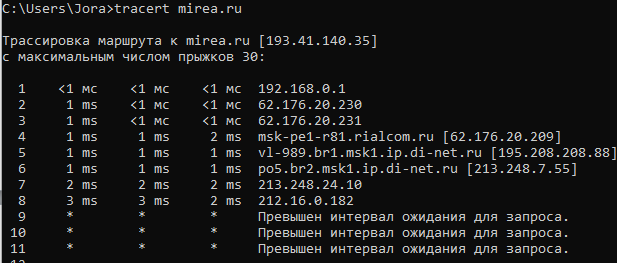 C:\Users\Jora>tracert mirea.ru
Трассировка маршрута к mirea.ru [193.41.140.35]
с максимальным числом прыжков 30:
1 <1 мс <1 мс <1 мс 192.168.0.1
2 1 ms <1 мс <1 мс 62.176.20.230
3 1 ms <1 мс <1 мс 62.176.20.231
4 1 ms 1 ms 2 ms msk-pe1-r81.rialcom.ru [62.176.20.209]
5 1 ms 1 ms 1 ms vl-989.br1.msk1.ip.di-net.ru [195.208.208.88]
6 1 ms 1 ms 1 ms po5.br2.msk1.ip.di-net.ru [213.248.7.55]
7 2 ms 2 ms 2 ms 213.248.24.10
8 3 ms 3 ms 2 ms 212.16.0.182
9 * * * Превышен интервал ожидания для запроса.
10 * * * Превышен интервал ожидания для запроса.
11 * * * Превышен интервал ожидания для запроса.